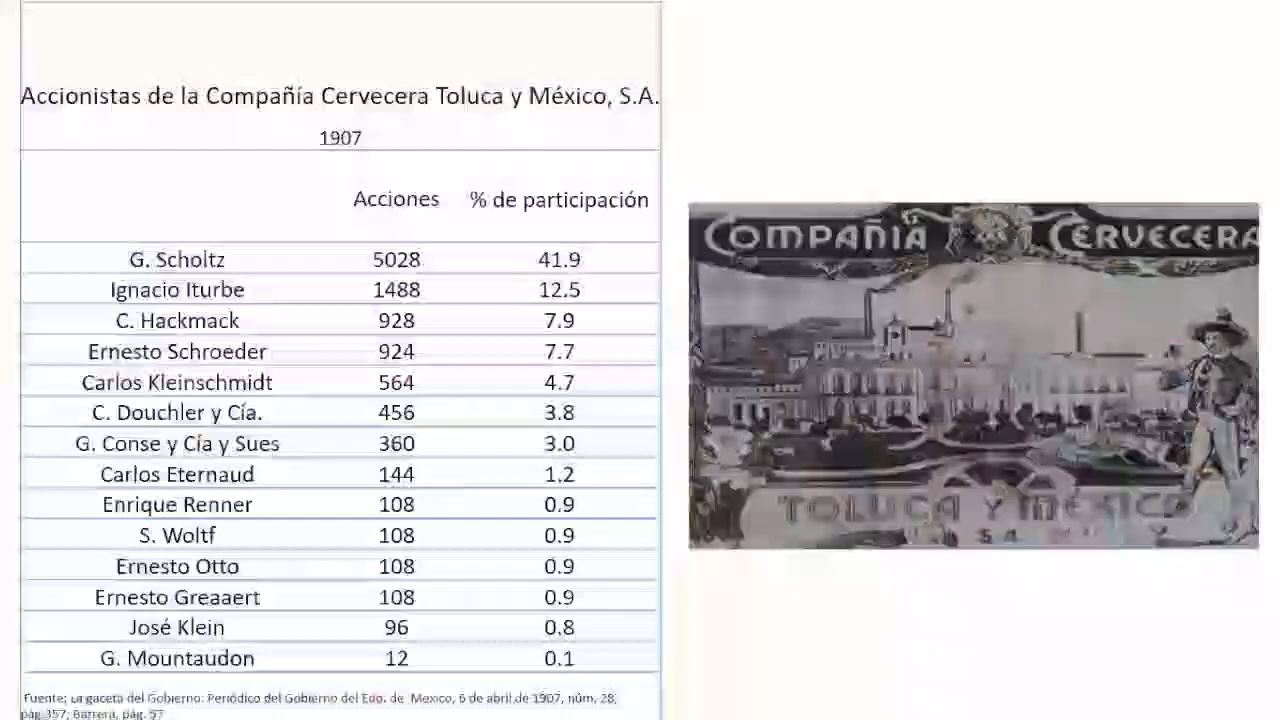 Accionistas de la Compañía Cervecera Toluca y México, S.A.
1907
Acciones % de participación
G. Scholtz 5028 41.9
Ignacio Iturbe 1488 12.5
C. Hackmack 928 7.9
Ernesto Schroeder 924 7.7
Carlos Kleinschmidt 564 4.7
C. Douchler y Cía. 456 3.8
G. Conse y Cía y Sues 360 3.0
Carlos Eternaud 144 1.2
Enrique Renner 108 0.9
S. Woltf 108 0.9
Ernesto Otto 108 0.9
Ernesto Greaaert 108 0.9
José Klein 96 0.8
G. Mountaudon 12 0.1
Fuente: La gaceta del Gobierno: Periódico del Gobierno del Edo. de Mexico, 6 de abril de 1907, núm. 28,
pág.357; Barrera, pág. 57
COMPAÑIA CERVECERA
TOLUCA Y MEXICO
S.A.